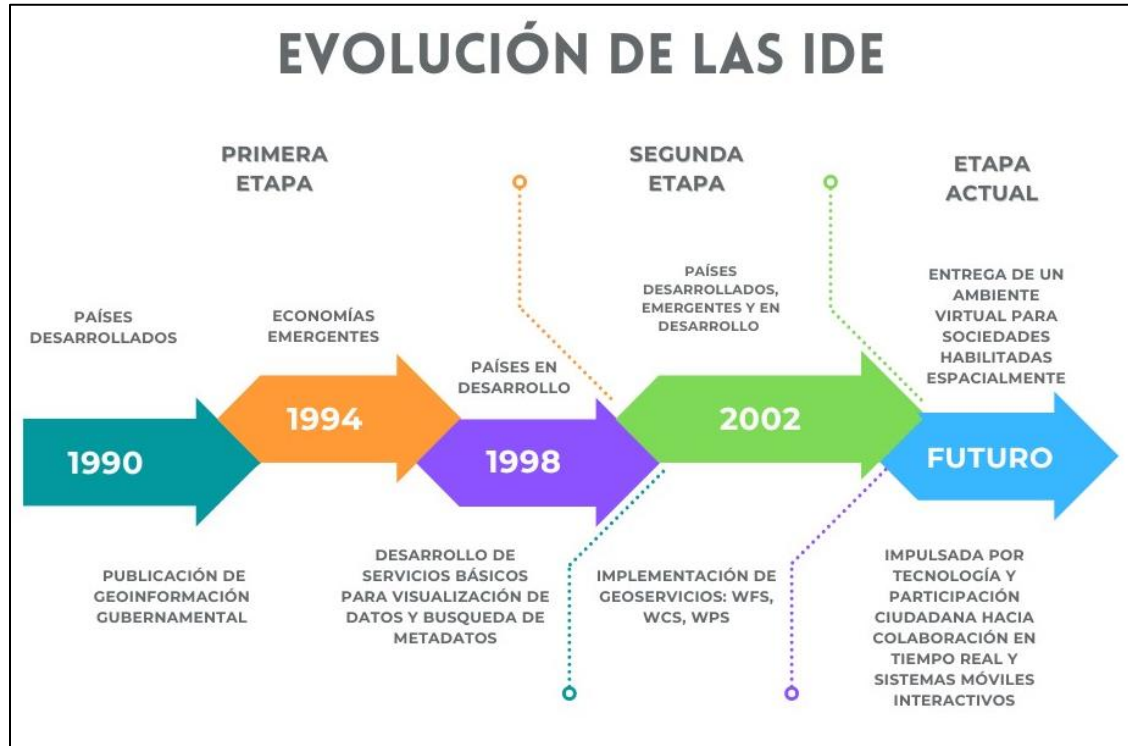 EVOLUCIÓN DE LAS IDE
PRIMERA
ETAPA
SEGUNDA
ETAPA
ETAPA
ACTUAL
PAÍSES
DESARROLLADOS
ECONOMÍAS
EMERGENTES
PAÍSES EN
DESARROLLO
PAÍSES
DESARROLLADOS,
EMERGENTES Y EN
DESARROLLO
ENTREGA DE UN
AMBIENTE
VIRTUAL PARA
SOCIEDADES
HABILITADAS
ESPACIALMENTE
1990
1994
1998
2002
FUTURO
PUBLICACIÓN DE
GEOINFORMACIÓN
GUBERNAMENTAL
DESARROLLO DE
SERVICIOS BÁSICOS
PARA VISUALIZACIÓN DE
DATOS Y BUSQUEDA DE
METADATOS
IMPLEMENTACIÓN DE
GEOSERVICIOS: WFS,
WCS, WPS
IMPULSADA POR
TECNOLOGÍA Y
PARTICIPACIÓN
CIUDADANA HACIA
COLABORACIÓN EN
TIEMPO REAL Y
SISTEMAS MÓVILES
INTERACTIVOS